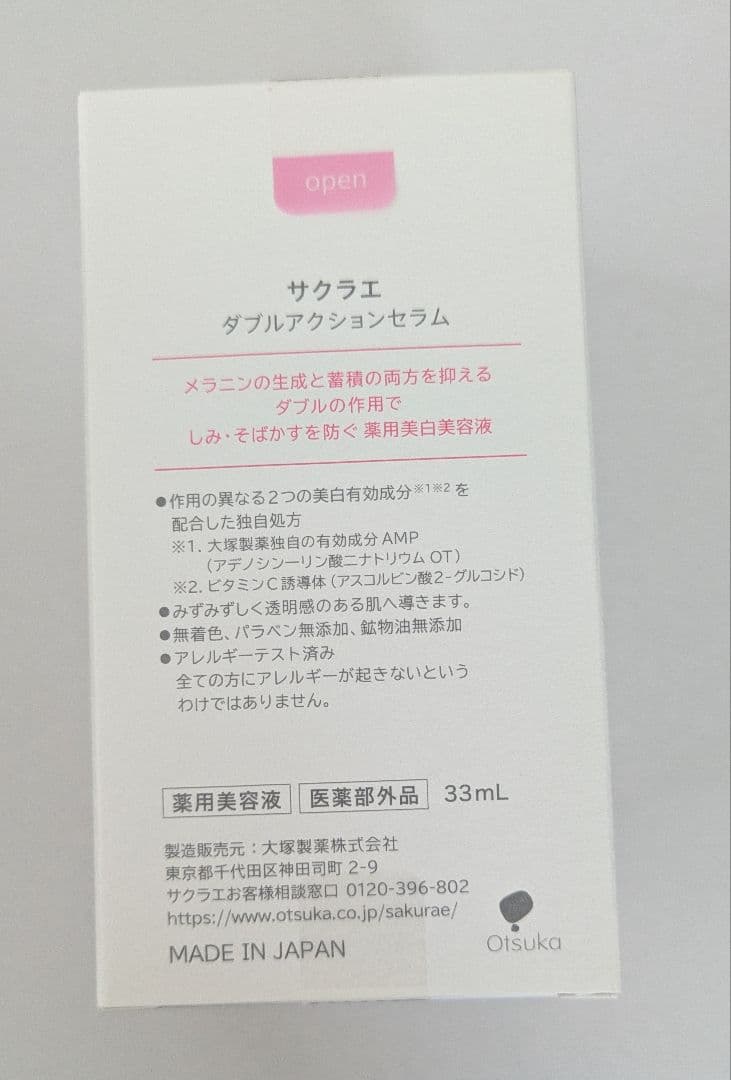 open
サクラエ
ダブルアクションセラム
メラニンの生成と蓄積の両方を抑える
ダブルの作用で
しみ・そばかすを防ぐ 薬用美白美容液
●作用の異なる2つの美白有効成分※1※2を
配合した独自処方
※1. 大塚製薬独自の有効成分AMP
（アデノシン一リン酸二ナトリウム OT）
※2. ビタミンC誘導体（アスコルビン酸2-グルコシド）
●みずみずしく透明感のある肌へ導きます。
●無着色、パラベン無添加、鉱物油無添加
●アレルギーテスト済み
全ての方にアレルギーが起きないという
わけではありません。
薬用美容液 医薬部外品 33mL
製造販売元：大塚製薬株式会社
東京都千代田区神田司町 2-9
サクラエお客様相談窓口 0120-396-802
https://www.otsuka.co.jp/sakurae/
MADE IN JAPAN
Otsuka